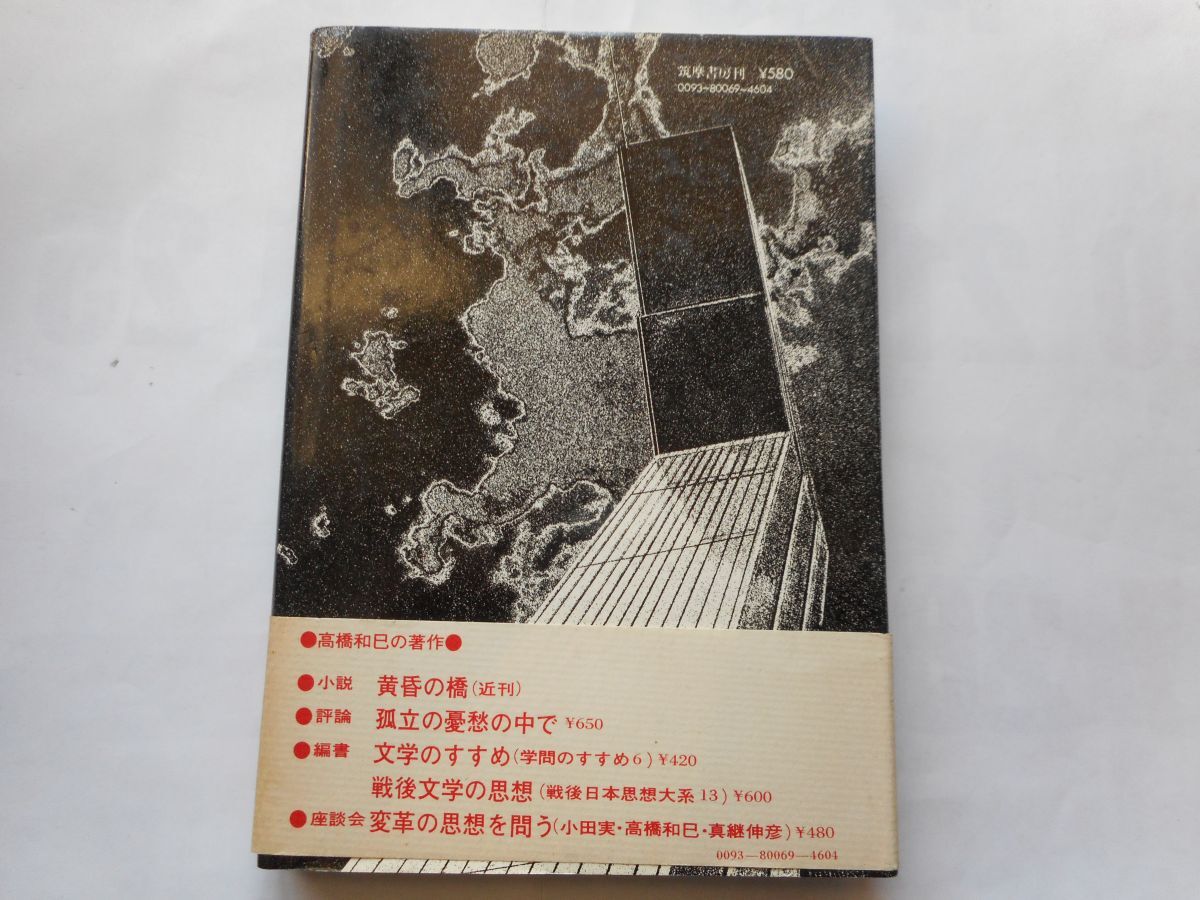 筑摩書房刊 ¥580
0093-80069-4604
●高橋和巳の著作●
●小説 黄昏の橋(近刊)
●評論 孤立の憂愁の中で ¥650
●編書 文学のすすめ(学問のすすめ6) ¥420
戦後文学の思想(戦後日本思想大系13) ¥600
●座談会 変革の思想を問う(小田実・高橋和巳・真継伸彦) ¥480
0093—80069—4604